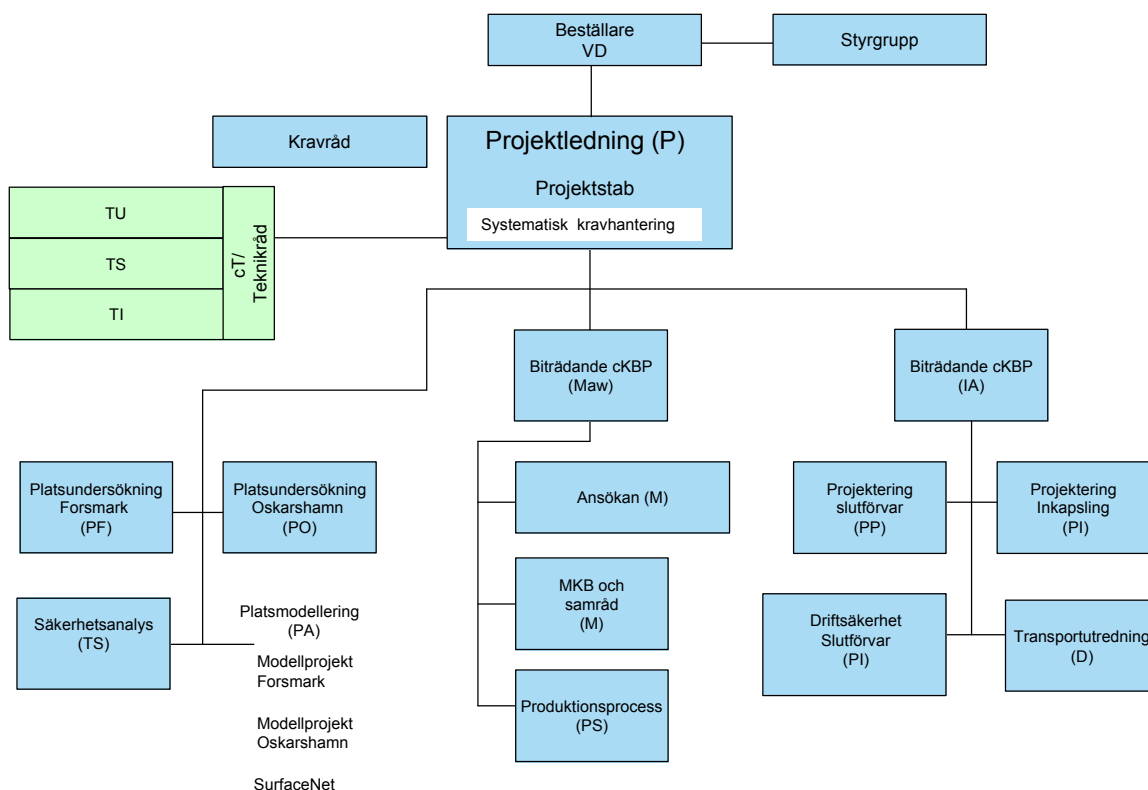 Beställare
VD
Styrgrupp
Kravråd
Projektledning (P)
Projektstab
Systematisk kravhantering
TU
TS
TI
cT/
Teknikråd
Biträdande cKBP
(Maw)
Biträdande cKBP
(IA)
Platsundersökning
Forsmark
(PF)
Platsundersökning
Oskarshamn
(PO)
Säkerhetsanalys
(TS)
Platsmodellering
(PA)
Modellprojekt
Forsmark
Modellprojekt
Oskarshamn
SurfaceNet
Ansökan (M)
MKB och
samråd
(M)
Produktionsprocess
(PS)
Projektering
slutförvar
(PP)
Projektering
Inkapsling
(PI)
Driftsäkerhet
Slutförvar
(PI)
Transportutredning
(D)